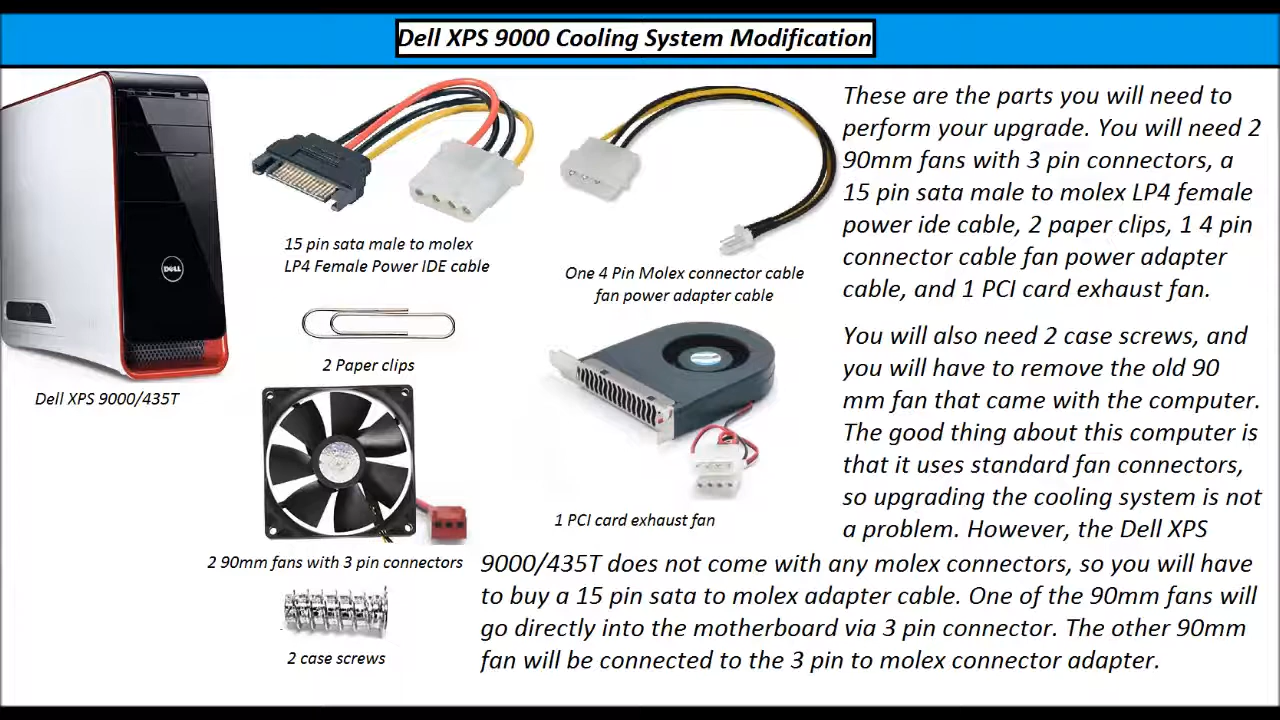 Dell XPS 9000 Cooling System Modification
These are the parts you will need to
perform your upgrade. You will need 2
90mm fans with 3 pin connectors, a
15 pin sata male to molex LP4 female
power ide cable, 2 paper clips, 1 4 pin
connector cable fan power adapter
cable, and 1 PCI card exhaust fan.
You will also need 2 case screws, and
you will have to remove the old 90
mm fan that came with the computer.
The good thing about this computer is
that it uses standard fan connectors,
so upgrading the cooling system is not
a problem. However, the Dell XPS
9000/435T does not come with any molex connectors, so you will have
to buy a 15 pin sata to molex adapter cable. One of the 90mm fans will
go directly into the motherboard via 3 pin connector. The other 90mm
fan will be connected to the 3 pin to molex connector adapter.
DELL
Dell XPS 9000/435T
15 pin sata male to molex
LP4 Female Power IDE cable
One 4 Pin Molex connector cable
fan power adapter cable
2 Paper clips
1 PCI card exhaust fan
2 90mm fans with 3 pin connectors
2 case screws